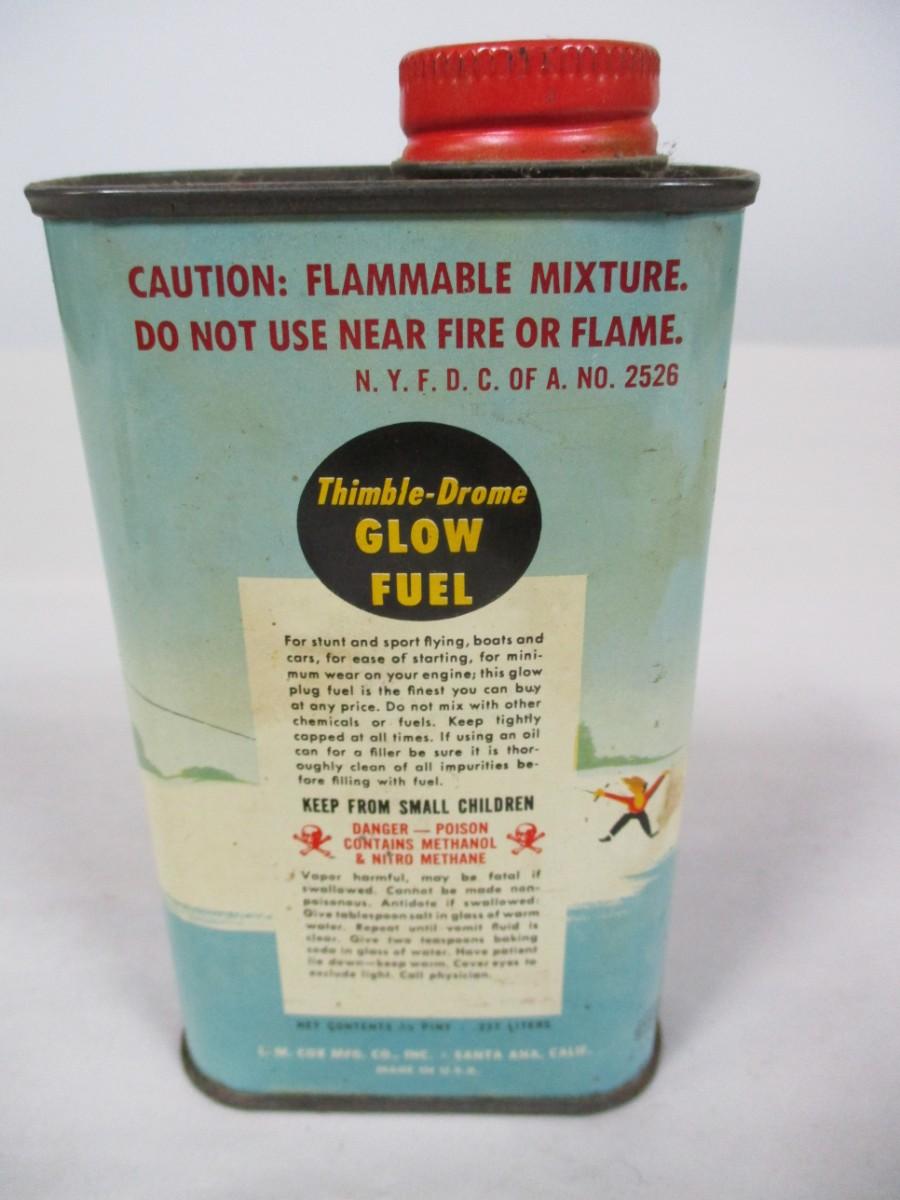 CAUTION: FLAMMABLE MIXTURE.
DO NOT USE NEAR FIRE OR FLAME.
N. Y. F. D. C. OF A. NO. 2526
Thimble-Drome
GLOW
FUEL
For stunt and sport flying, boats and
cars, for ease of starting, for mini-
mum wear on your engine; this glow
plug fuel is the finest you can buy
at any price. Do not mix with other
chemicals or fuels. Keep tightly
capped at all times. If using an oil
can for a filler be sure it is thor-
oughly clean of all impurities be-
fore filling with fuel.
KEEP FROM SMALL CHILDREN
DANGER — POISON
CONTAINS METHANOL
& NITRO METHANE
Vapor harmful, may be fatal if
swallowed. Cannot be made non-
poisonous. Antidote if swallowed:
Give tablespoon salt in glass of warm
water. Repeat until vomit fluid is
clear. Give two teaspoons baking
soda in glass of water. Have patient
lie down—keep warm. Cover eyes to
exclude light. Call physician.
NET CONTENTS ½ PINT
L. M. COX MFG. CO., INC. · SANTA ANA, CALIF.
MADE IN U.S.A.